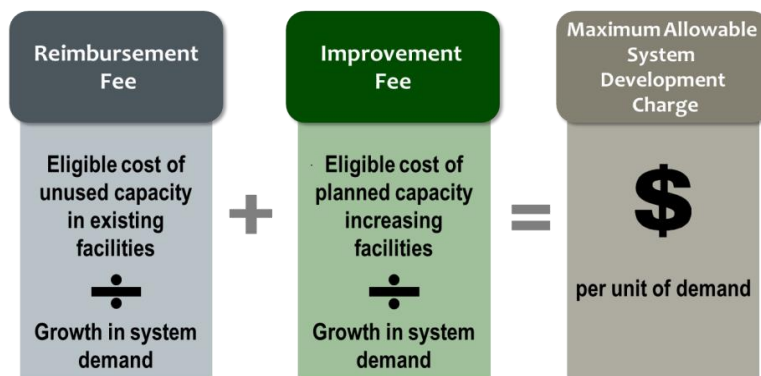 Reimbursement
Fee
Eligible cost of
unused capacity
in existing
facilities
÷
Growth in system
demand
+
Improvement
Fee
Eligible cost of
planned capacity
increasing
facilities
÷
Growth in system
demand
=
Maximum Allowable
System
Development
Charge
$
per unit of demand